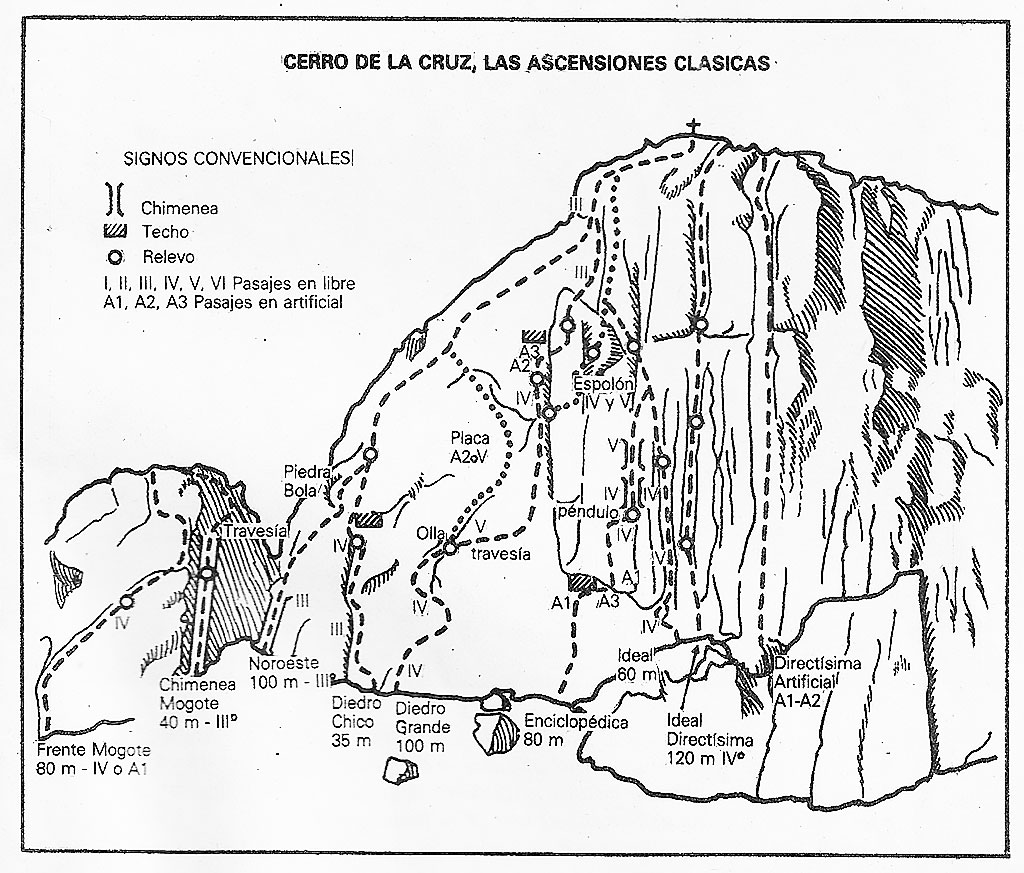 CERRO DE LA CRUZ, LAS ASCENSIONES CLASICAS
SIGNOS CONVENCIONALES
Chimenea
Techo
Relevo
I, II, III, IV, V, VI Pasajes en libre
A1, A2, A3 Pasajes en artificial
III
III
A3
A2
IV
Espolón
IV y V
Placa
A2oV
V
IV
IV
péndulo
IV
IV
A1
A1
A3
IV
Piedra
Bola
Travesía
Olla
V
travesía
IV
III
IV
III
IV
IV
Noroeste
100 m - IIIº
Chimenea
Mogote
40 m - IIIº
Frente Mogote
80 m - IV o A1
Diedro
Chico
35 m
Diedro
Grande
100 m
Enciclopédica
80 m
Ideal
60 m
Ideal
Directísima
120 m IVº
Directísima
Artificial
A1-A2